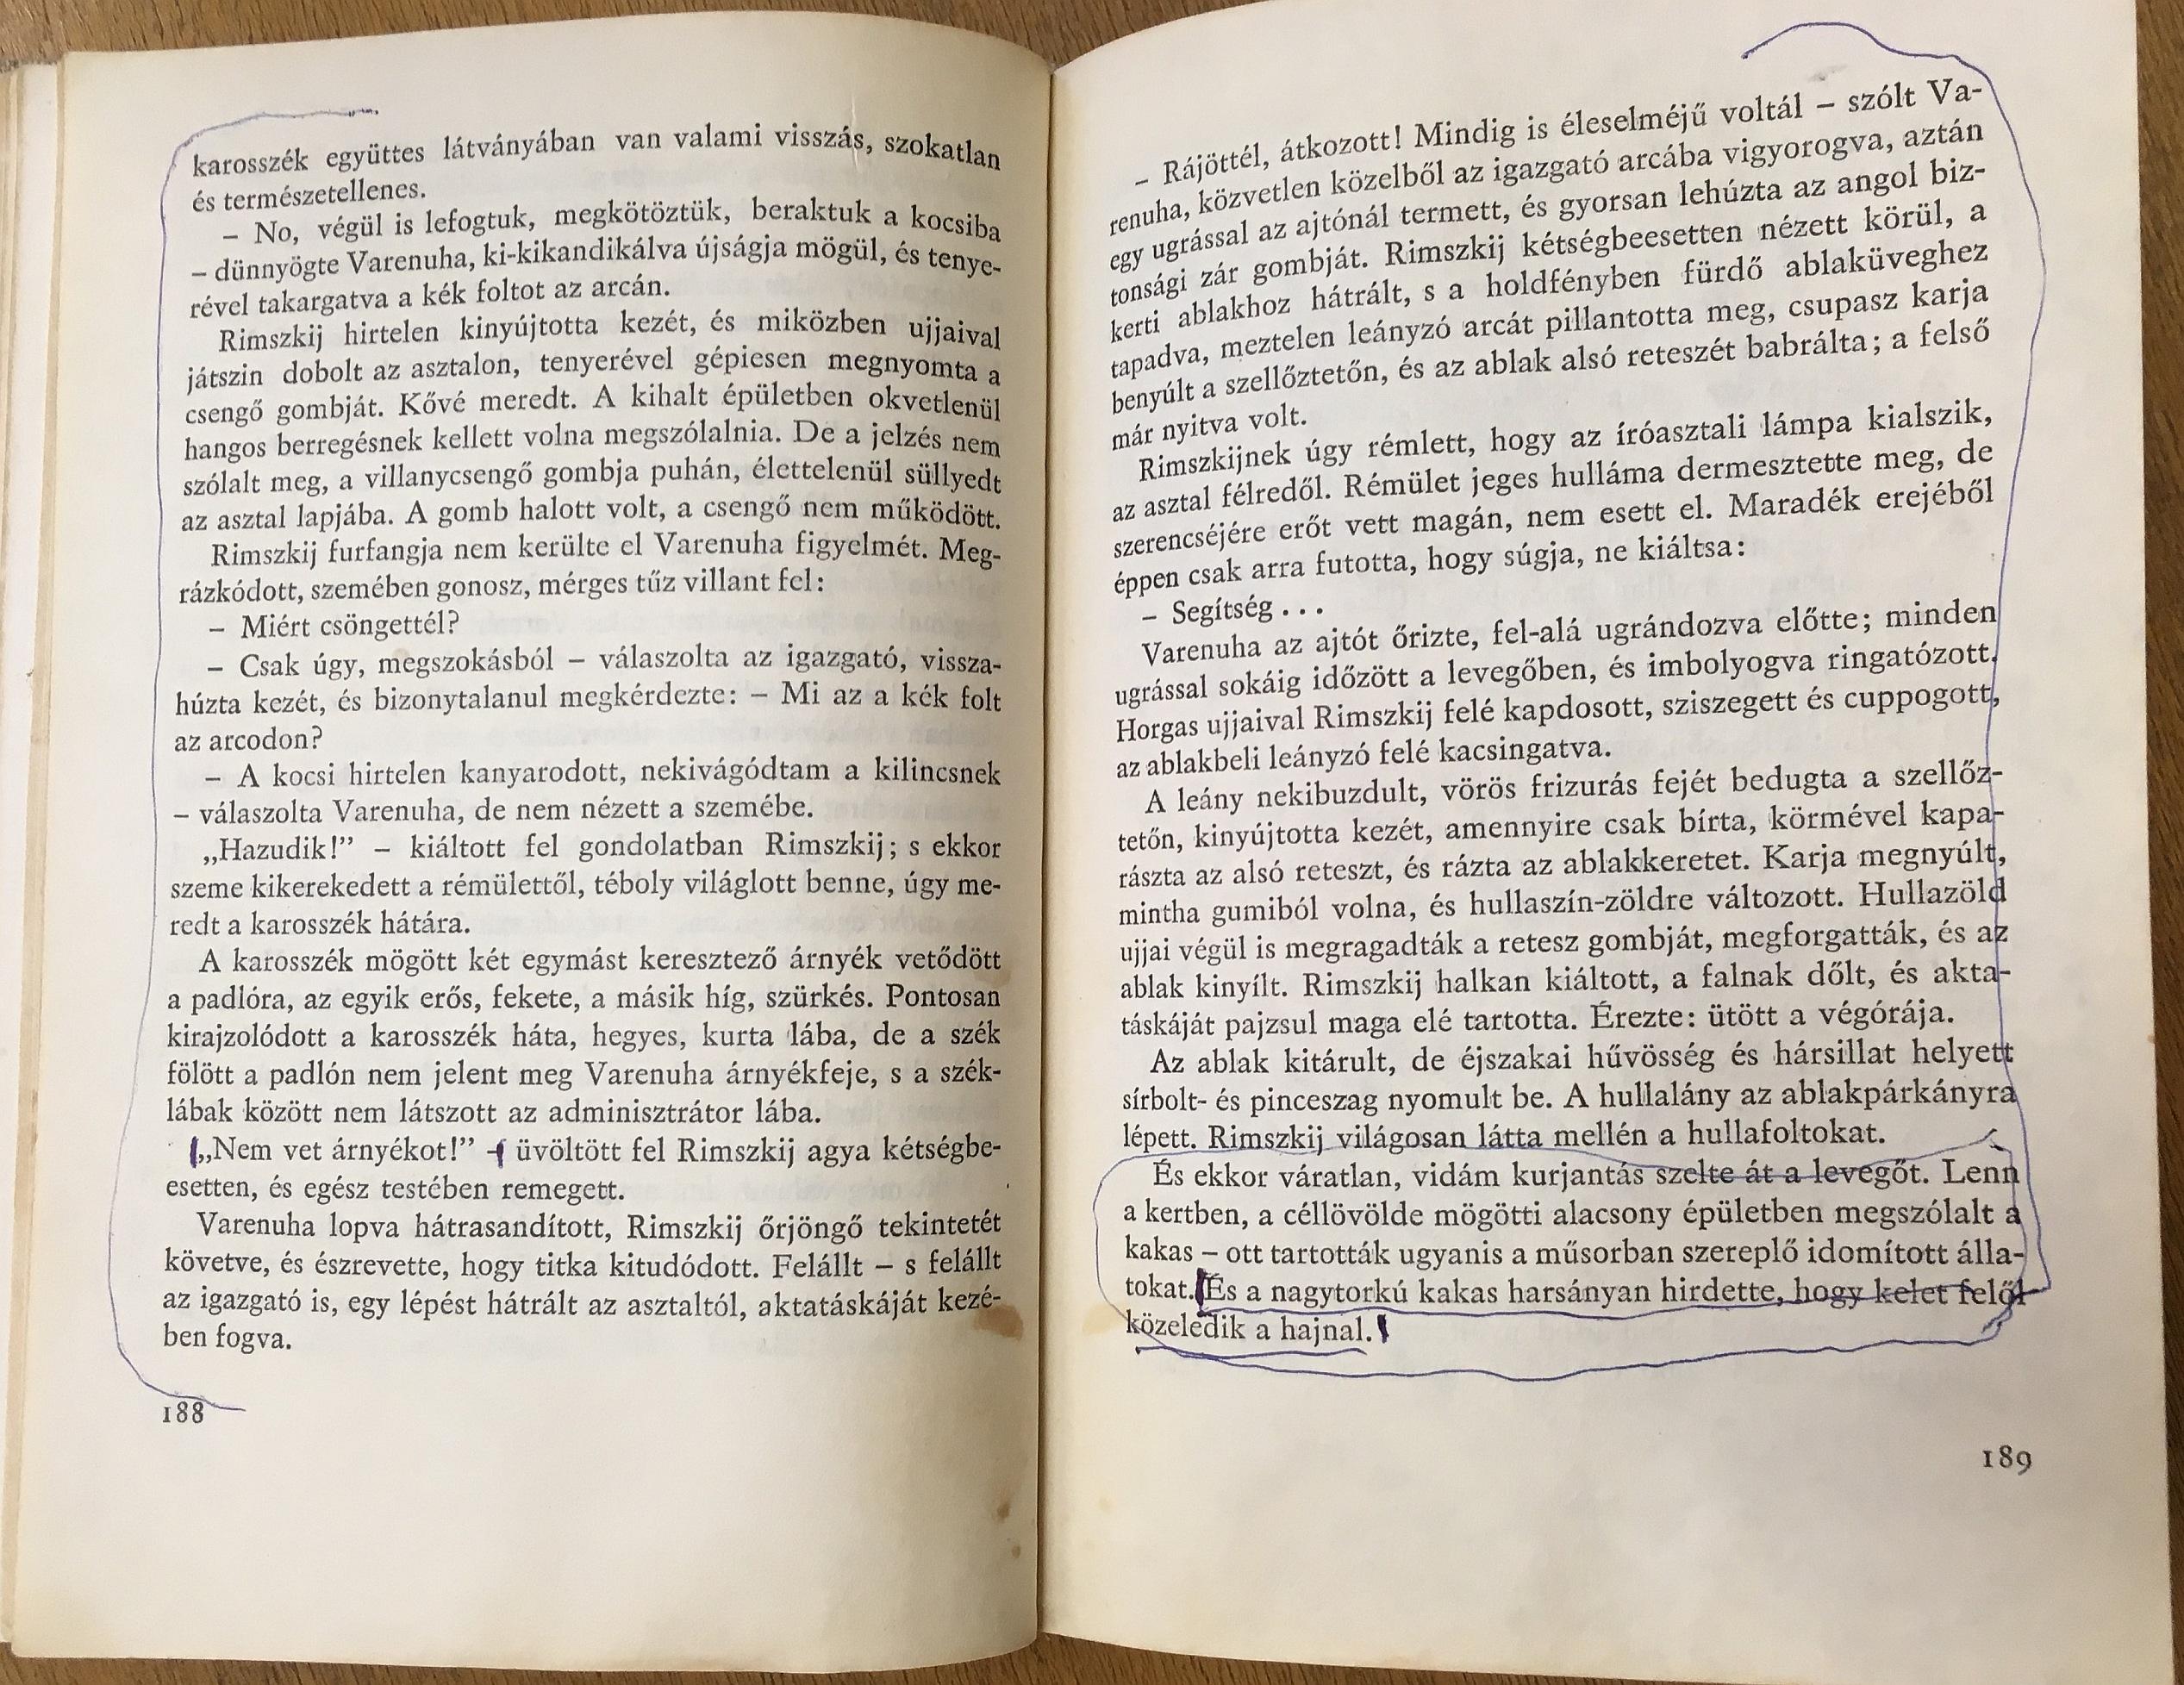 karosszék együttes látványában van valami visszás, szokatlan
és természetellenes.
– No, végül is lefogtuk, megkötöztük, beraktuk a kocsiba
– dünnyögte Varenuha, ki-kikandikálva újságja mögül, és tenye-
rével takargatva a kék foltot az arcán.
Rimszkij hirtelen kinyújtotta kezét, és miközben ujjaival
játszin dobolt az asztalon, tenyerével gépiesen megnyomta a
csengő gombját. Kővé meredt. A kihalt épületben okvetlenül
hangos berregésnek kellett volna megszólalnia. De a jelzés nem
szólalt meg, a villanycsengő gombja puhán, élettelenül süllyedt
az asztal lapjába. A gomb halott volt, a csengő nem működött.
Rimszkij furfangja nem kerülte el Varenuha figyelmét. Meg-
rázkódott, szemében gonosz, mérges tűz villant fel:
– Miért csöngettél?
– Csak úgy, megszokásból – válaszolta az igazgató, vissza-
húzta kezét, és bizonytalanul megkérdezte: – Mi az a kék folt
az arcodon?
– A kocsi hirtelen kanyarodott, nekivágódtam a kilincsnek
– válaszolta Varenuha, de nem nézett a szemébe.
„Hazudik!” – kiáltott fel gondolatban Rimszkij; s ekkor
szeme kikerekedett a rémülettől, téboly világlott benne, úgy me-
redt a karosszék hátára.
A karosszék mögött két egymást keresztező árnyék vetődött
a padlóra, az egyik erős, fekete, a másik híg, szürkés. Pontosan
kirajzolódott a karosszék háta, hegyes, kurta lába, de a szék
fölött a padlón nem jelent meg Varenuha árnyékfeje, s a szék-
lábak között nem látszott az adminisztrátor lába.
„Nem vet árnyékot!” – üvöltött fel Rimszkij agya kétségbe-
esetten, és egész testében remegett.
Varenuha lopva hátrasandított, Rimszkij őrjöngő tekintetét
követve, és észrevette, hogy titka kitudódott. Felállt – s felállt
az igazgató is, egy lépést hátrált az asztaltól, aktatáskáját kezé-
ben fogva.
188
– Rájöttél, átkozott! Mindig is éleselméjű voltál – szólt Va-
renuha, közvetlen közelből az igazgató arcába vigyorogva, aztán
egy ugrással az ajtónál termett, és gyorsan lehúzta az angol biz-
tonsági zár gombját. Rimszkij kétségbeesetten nézett körül, a
kerti ablakhoz hátrált, s a holdfényben fürdő ablaküveghez
tapadva, meztelen leányzó arcát pillantotta meg, csupasz karja
benyúlt a szellőztetőn, és az ablak alsó reteszét babrálta; a felső
már nyitva volt.
Rimszkijnek úgy rémlett, hogy az íróasztali lámpa kialszik,
az asztal félredől. Rémület jeges hulláma dermesztette meg, de
szerencséjére erőt vett magán, nem esett el. Maradék erejéből
éppen csak arra futotta, hogy súgja, ne kiáltsa:
– Segítség...
Varenuha az ajtót őrizte, fel-alá ugrándozva előtte; minden
ugrással sokáig időzött a levegőben, és imbolyogva ringatózott.
Horgas ujjaival Rimszkij felé kapdosott, sziszegett és cuppogott,
az ablakbeli leányzó felé kacsingatva.
A leány nekibuzdult, vörös frizurás fejét bedugta a szellőz-
tetőn, kinyújtotta kezét, amennyire csak bírta, körmével kapa-
rászta az alsó reteszt, és rázta az ablakkeretet. Karja megnyúlt,
mintha gumiból volna, és hullaszín-zöldre változott. Hullazöld
ujjai végül is megragadták a retesz gombját, megforgatták, és az
ablak kinyílt. Rimszkij halkan kiáltott, a falnak dőlt, és akta-
táskáját pajzsul maga elé tartotta. Érezte: ütött a végórája.
Az ablak kitárult, de éjszakai hűvösség és hársillat helyett
sírbolt- és pinceszag nyomult be. A hullalány az ablakpárkányra
lépett. Rimszkij világosan látta mellén a hullafoltokat.
És ekkor váratlan, vidám kurjantás szelte át a levegőt. Lenn
a kertben, a céllövölde mögötti alacsony épületben megszólalt a
kakas – ott tartották ugyanis a műsorban szereplő idomított álla-
tokat. És a nagytorkú kakas harsányan hirdette, hogy kelet felől
közeledik a hajnal.
189